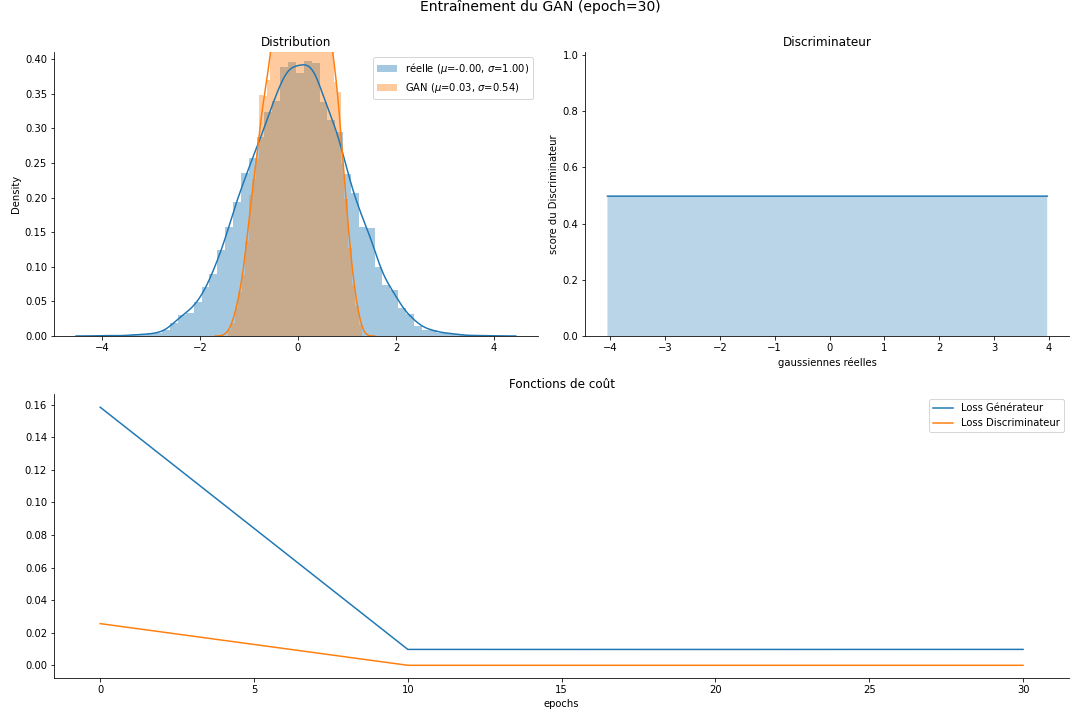 Entraînement du GAN (epoch=30)
Distribution
réelle (μ=-0.00, σ=1.00)
GAN (μ=0.03, σ=0.54)
Density
0.40
0.35
0.30
0.25
0.20
0.15
0.10
0.05
0.00
−4 −2 0 2 4
Discriminateur
score du Discriminateur
1.0
0.8
0.6
0.4
0.2
0.0
−4 −3 −2 −1 0 1 2 3 4
gaussiennes réelles
Fonctions de coût
Loss Générateur
Loss Discriminateur
0.16
0.14
0.12
0.10
0.08
0.06
0.04
0.02
0.00
0 5 10 15 20 25 30
epochs